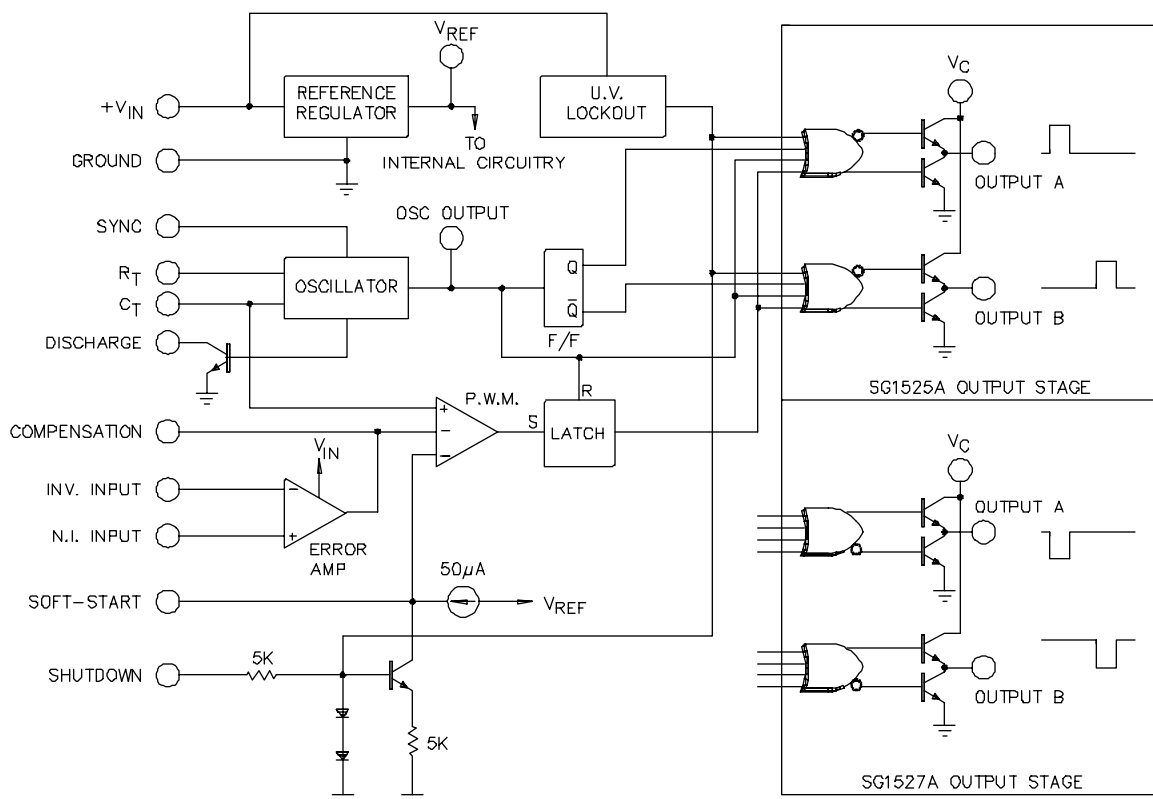 VREF
+VIN
REFERENCE
REGULATOR
U.V.
LOCKOUT
TO
INTERNAL CIRCUITRY
GROUND
SYNC
RT
CT
OSCILLATOR
OSC OUTPUT
Q
Q̅
F/F
DISCHARGE
COMPENSATION
+
−
−
P.W.M.
S̅
R
LATCH
INV. INPUT
N.I. INPUT
VIN
−
+
ERROR
AMP
SOFT-START
50µA
VREF
SHUTDOWN
5K
5K
VC
OUTPUT A
OUTPUT B
SG1525A OUTPUT STAGE
VC
OUTPUT A
OUTPUT B
SG1527A OUTPUT STAGE